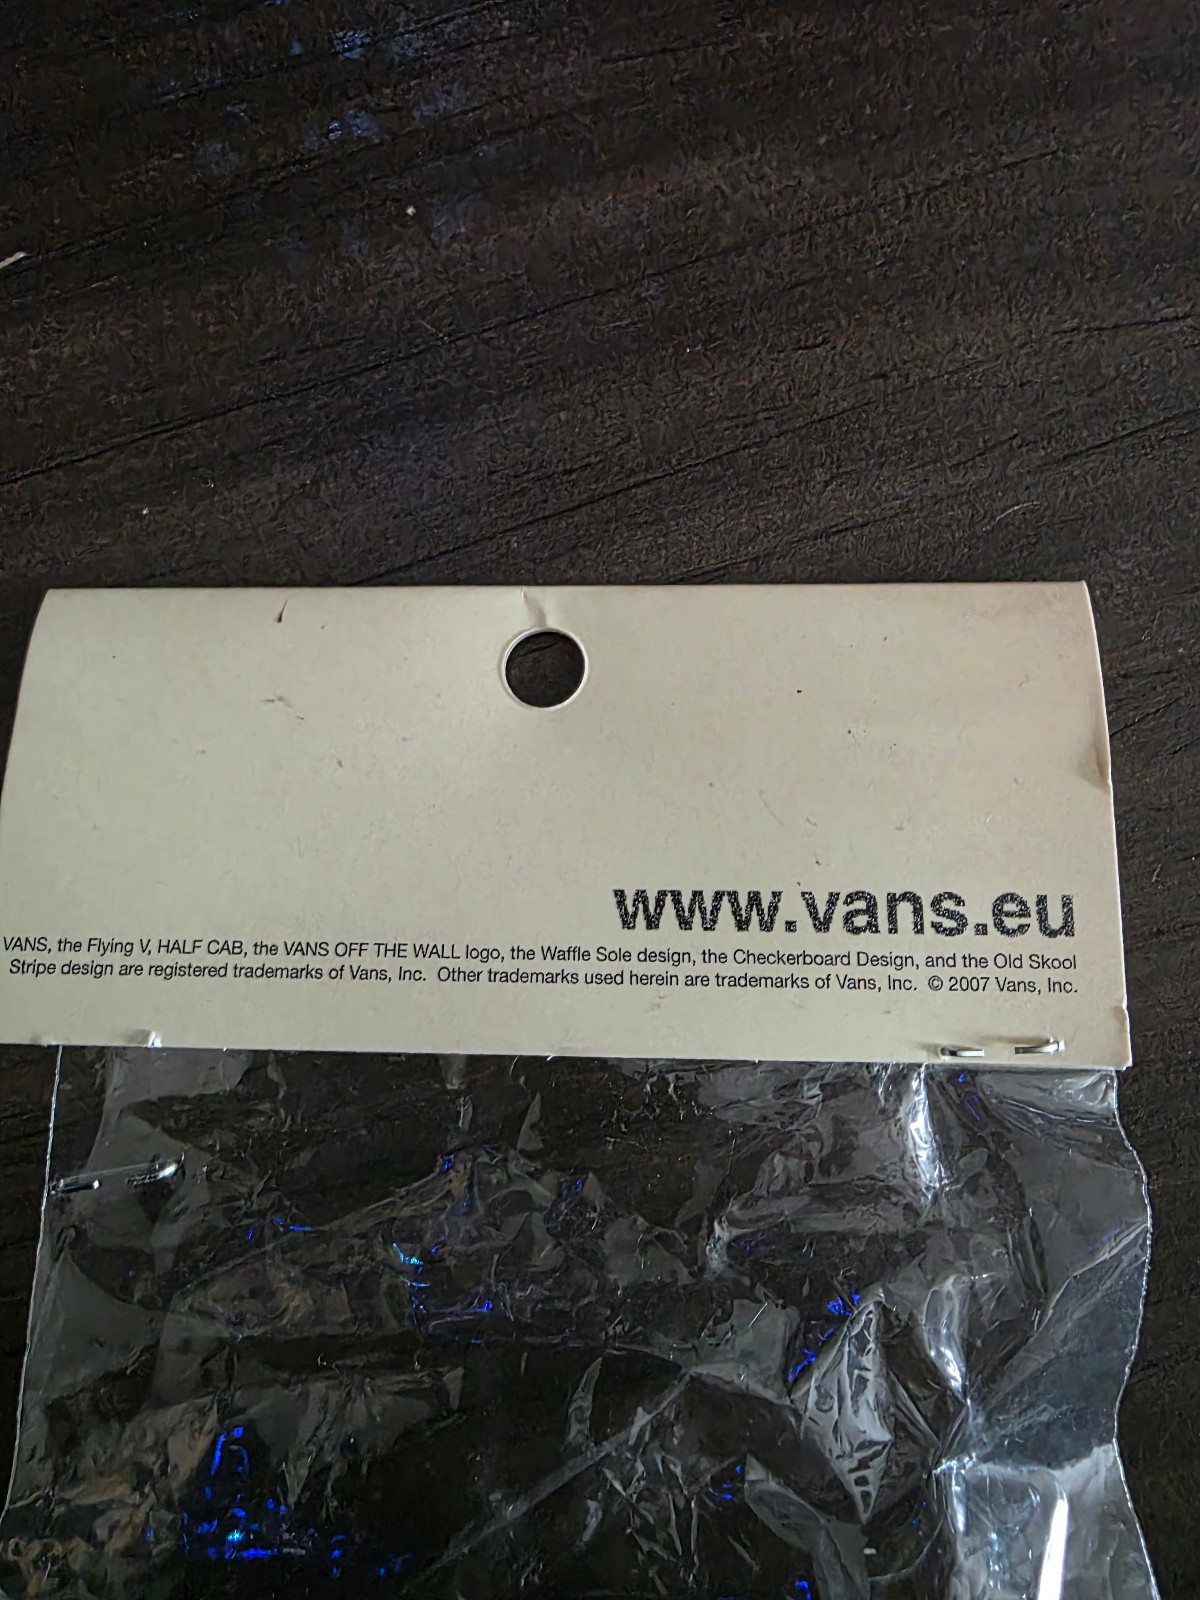 www.vans.eu
VANS, the Flying V, HALF CAB, the VANS OFF THE WALL logo, the Waffle Sole design, the Checkerboard Design, and the Old Skool
Stripe design are registered trademarks of Vans, Inc. Other trademarks used herein are trademarks of Vans, Inc. © 2007 Vans, Inc.